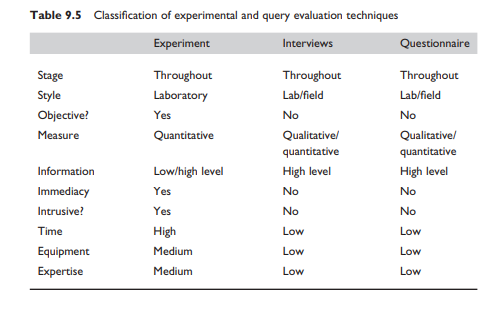 Table 9.5 Classification of experimental and query evaluation techniques
Experiment Interviews Questionnaire
Stage Throughout Throughout Throughout
Style Laboratory Lab/field Lab/field
Objective? Yes No No
Measure Quantitative Qualitative/ Qualitative/
quantitative quantitative
Information Low/high level High level High level
Immediacy Yes No No
Intrusive? Yes No No
Time High Low Low
Equipment Medium Low Low
Expertise Medium Low Low